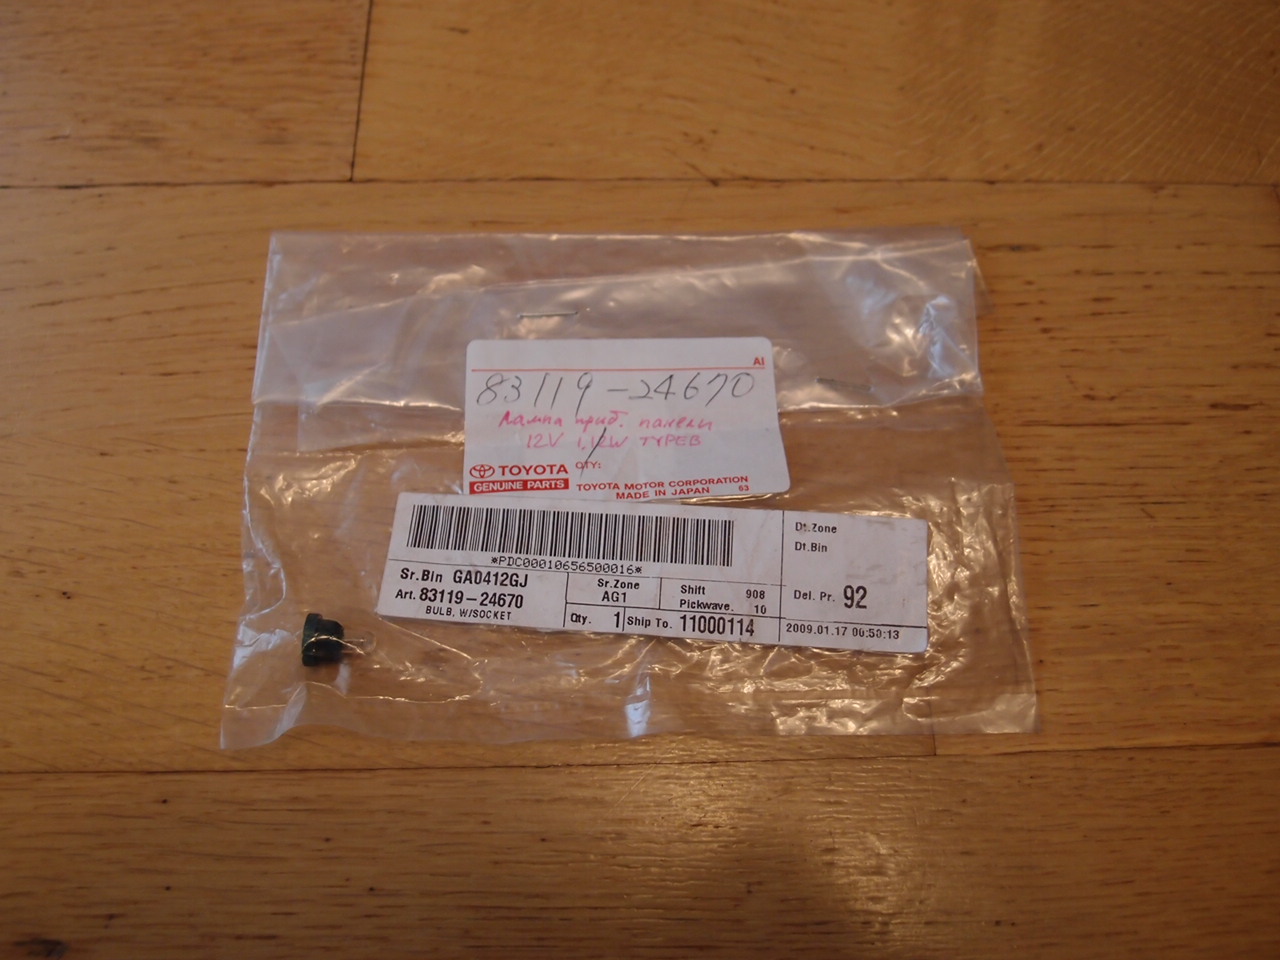 AI
83119-24670
Лампа приб. панели
12V 1,12W TYPEB
TOYOTA QTY:
GENUINE PARTS
TOYOTA MOTOR CORPORATION
MADE IN JAPAN 63
*PDC00010656500016*
Sr.Bin GA0412GJ
Art. 83119-24670
BULB, W/SOCKET
Sr.Zone
AG1
Shift 908
Pickwave. 10
Qty. 1
Ship To. 11000114
Dt.Zone
Dt.Bin
Del. Pr. 92
2009.01.17 00:50:13